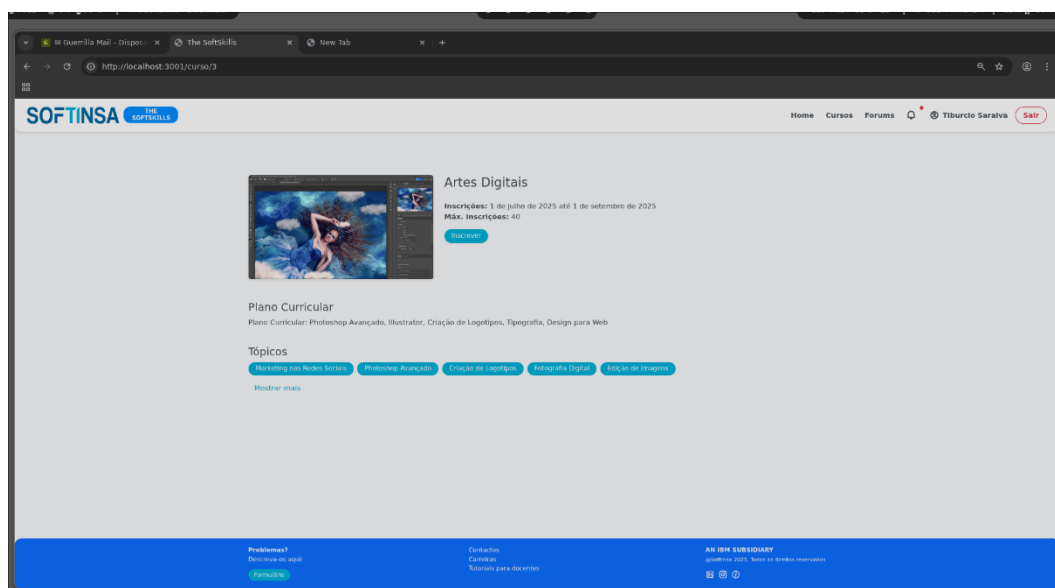 Guerrilla Mail - Dispos
The SoftSkills
New Tab
http://localhost:3001/curso/3
SOFTINSA THE SOFTSKILLS
Home Cursos Forums Tiburcio Saraiva Sair
Artes Digitais
Inscrições: 1 de julho de 2025 até 1 de setembro de 2025
Máx. Inscrições: 40
Inscrever
Plano Curricular
Plano Curricular: Photoshop Avançado, Illustrator, Criação de Logotipos, Tipografia, Design para Web
Tópicos
Marketing nas Redes Sociais Photoshop Avançado Criação de Logotipos Fotografia Digital Edição de Imagens
Mostrar mais
Problemas?
Descreva-os aqui:
Formulário
Contactos
Carreiras
Tutoriais para docentes
AN IBM SUBSIDIARY
@Softinsa 2025. Todos os direitos reservados